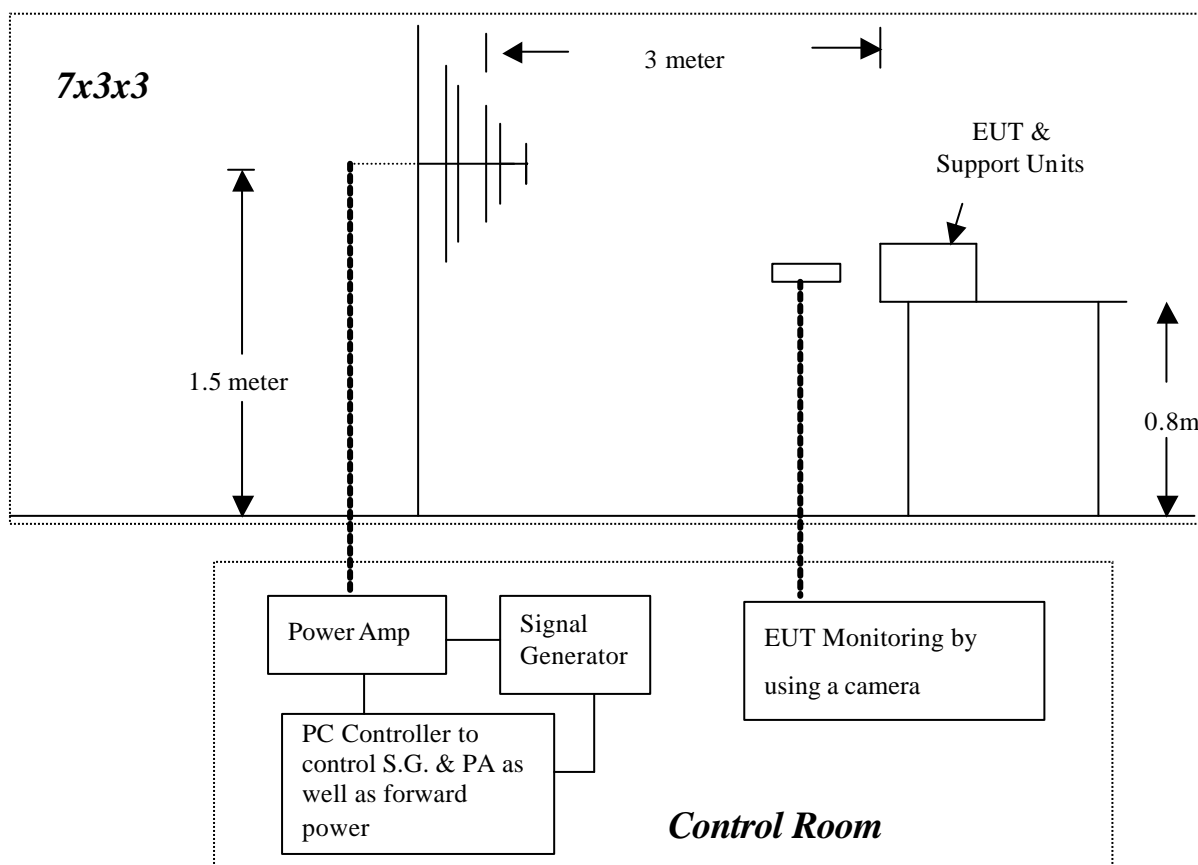 7x3x3
3 meter
EUT &
Support Units
1.5 meter
0.8m
Power Amp
Signal
Generator
EUT Monitoring by
using a camera
PC Controller to
control S.G. & PA as
well as forward
power
Control Room